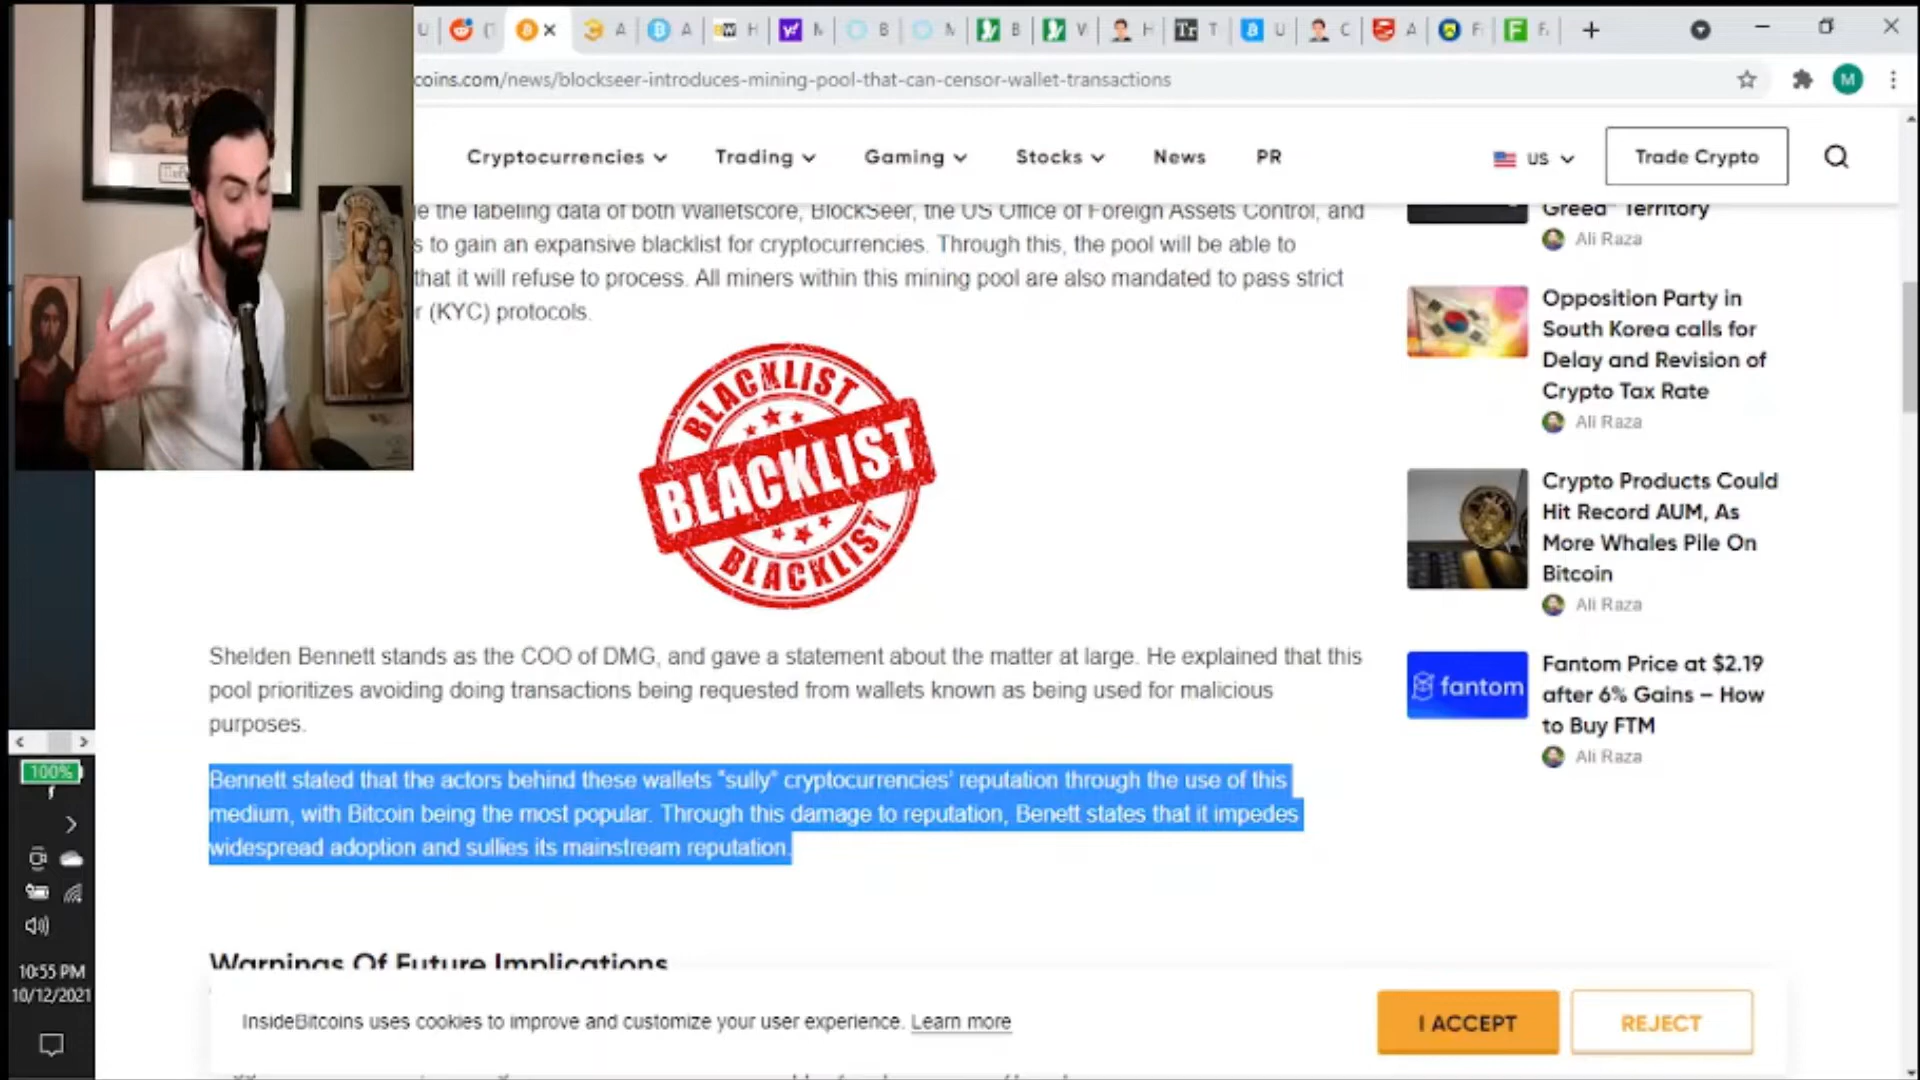 U
A
A
H
M
B
M
B
V
H
T
U
C
A
F
F
coins.com/news/blockseer-introduces-mining-pool-that-can-censor-wallet-transactions
M
Cryptocurrencies
Trading
Gaming
Stocks
News
PR
US
Trade Crypto
e the labeling data of both Walletscore, BlockSeer, the US Office of Foreign Assets Control, and
s to gain an expansive blacklist for cryptocurrencies. Through this, the pool will be able to
that it will refuse to process. All miners within this mining pool are also mandated to pass strict
r (KYC) protocols.
BLACKLIST
BLACKLIST
BLACKLIST
Shelden Bennett stands as the COO of DMG, and gave a statement about the matter at large. He explained that this
pool prioritizes avoiding doing transactions being requested from wallets known as being used for malicious
purposes.
Bennett stated that the actors behind these wallets "sully" cryptocurrencies' reputation through the use of this
medium, with Bitcoin being the most popular. Through this damage to reputation, Benett states that it impedes
widespread adoption and sullies its mainstream reputation.
Warnings Of Future Implications
Greed" Territory
Ali Raza
Opposition Party in
South Korea calls for
Delay and Revision of
Crypto Tax Rate
Ali Raza
Crypto Products Could
Hit Record AUM, As
More Whales Pile On
Bitcoin
Ali Raza
fantom
Fantom Price at $2.19
after 6% Gains – How
to Buy FTM
Ali Raza
100%
10:55 PM
10/12/2021
InsideBitcoins uses cookies to improve and customize your user experience. Learn more
I ACCEPT
REJECT